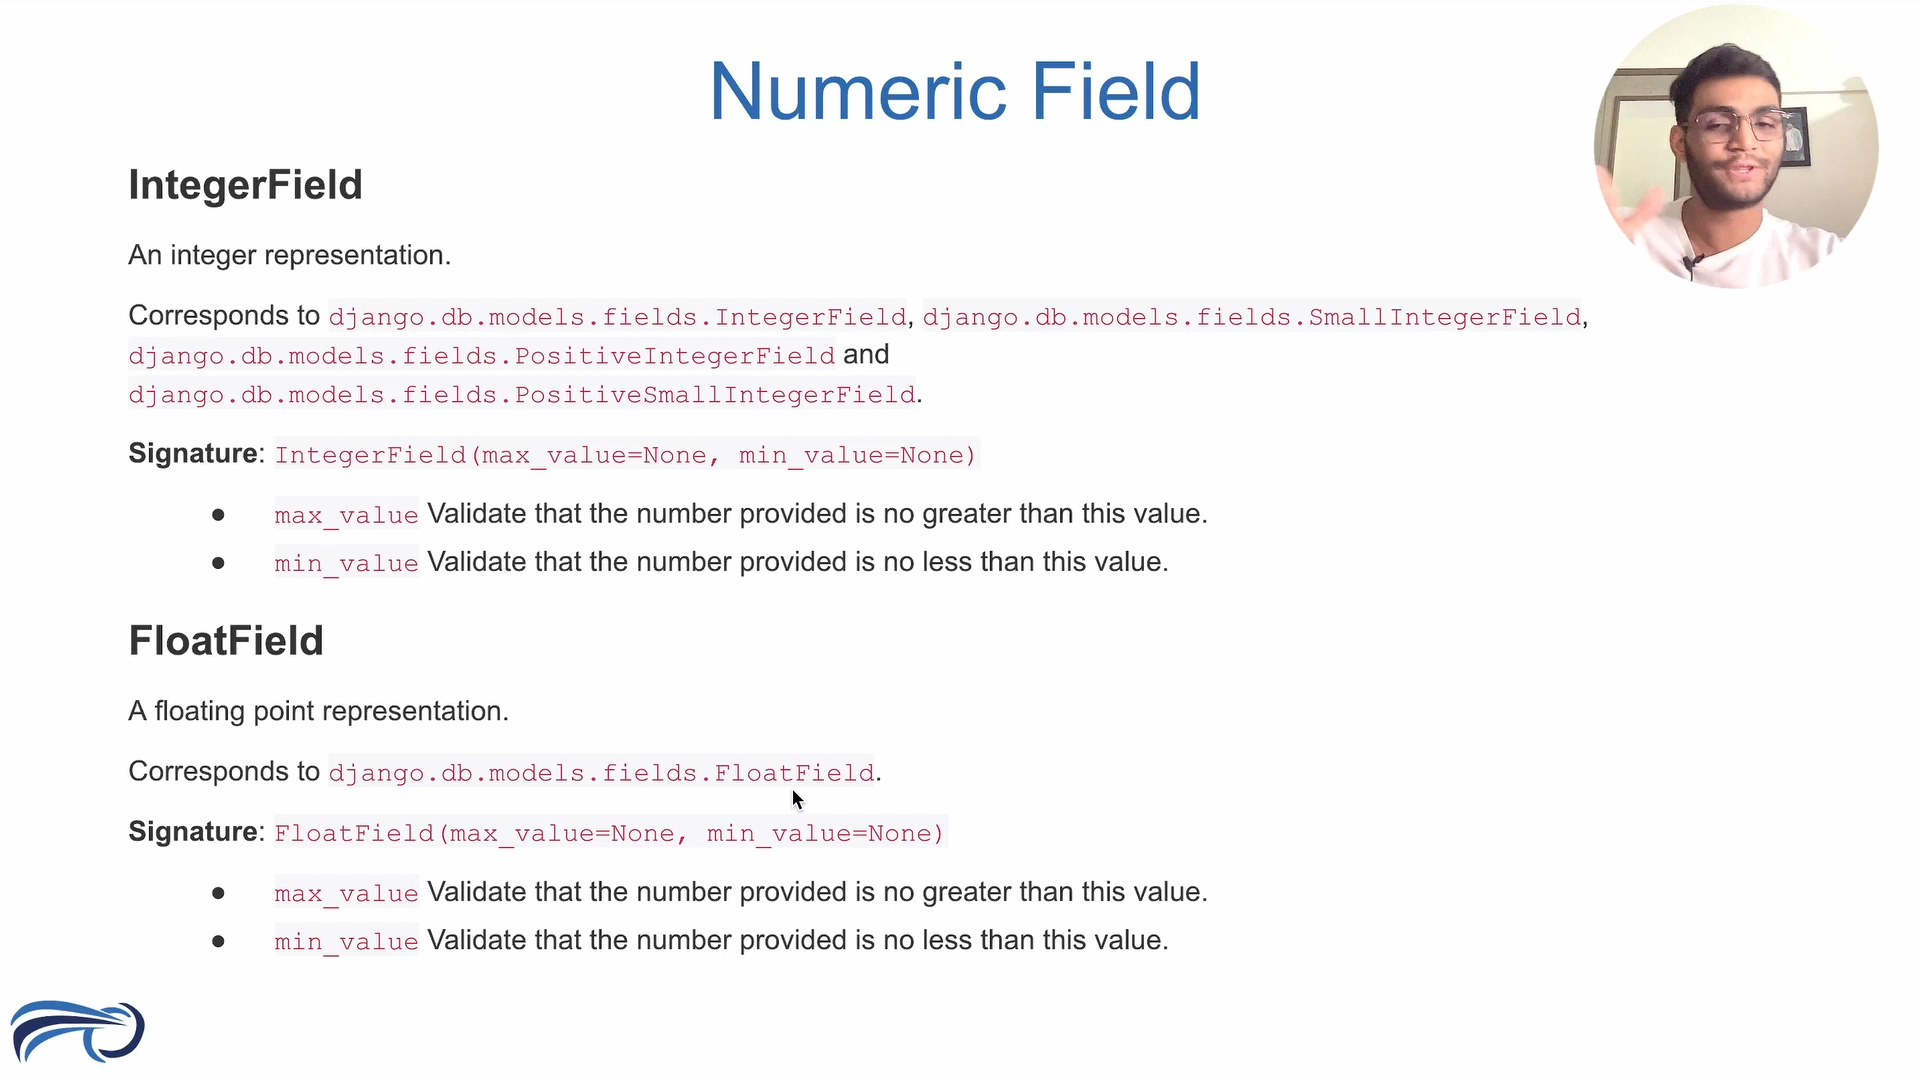 Numeric Field
IntegerField
An integer representation.
Corresponds to django.db.models.fields.IntegerField, django.db.models.fields.SmallIntegerField,
django.db.models.fields.PositiveIntegerField and
django.db.models.fields.PositiveSmallIntegerField.
Signature: IntegerField(max_value=None, min_value=None)
● max_value Validate that the number provided is no greater than this value.
● min_value Validate that the number provided is no less than this value.
FloatField
A floating point representation.
Corresponds to django.db.models.fields.FloatField.
Signature: FloatField(max_value=None, min_value=None)
● max_value Validate that the number provided is no greater than this value.
● min_value Validate that the number provided is no less than this value.